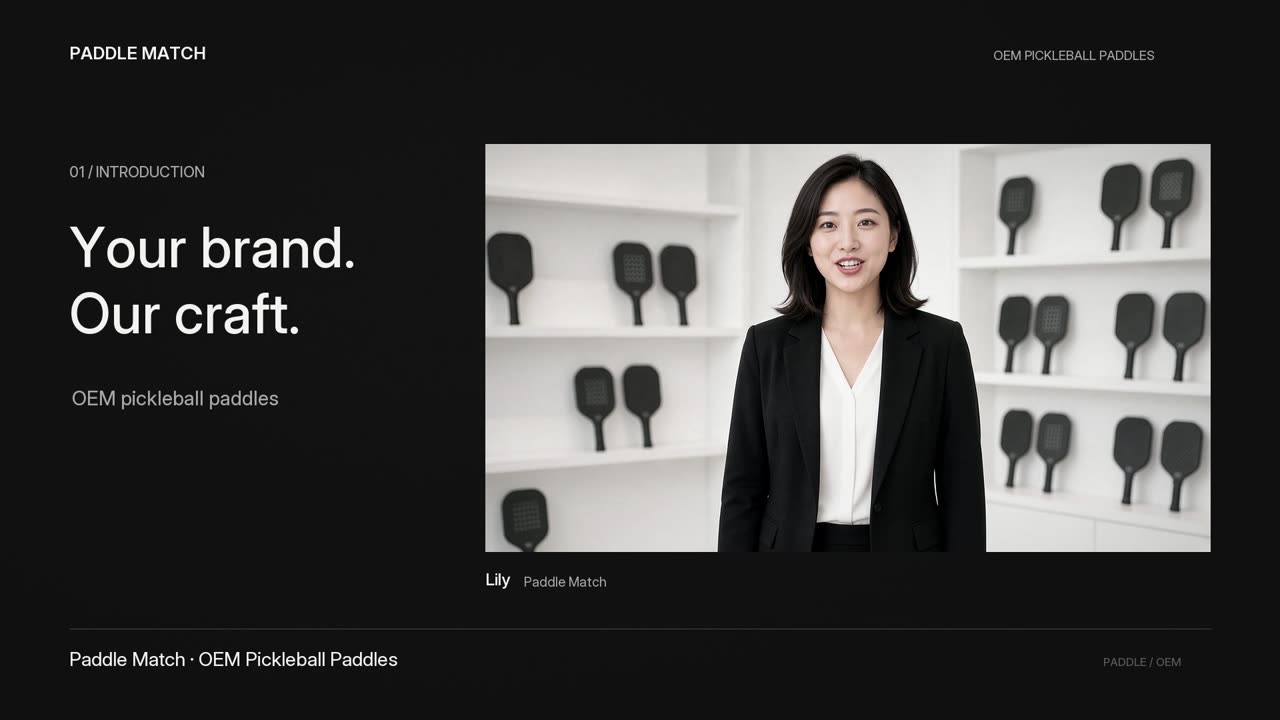 PADDLE MATCH
OEM PICKLEBALL PADDLES
01 / INTRODUCTION
Your brand.
Our craft.
OEM pickleball paddles
Lily Paddle Match
Paddle Match · OEM Pickleball Paddles
PADDLE / OEM